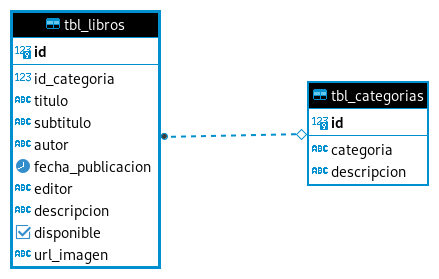 tbl_libros
123 id
123 id_categoria
ABC titulo
ABC subtitulo
ABC autor
fecha_publicacion
ABC editor
ABC descripcion
disponible
ABC url_imagen
tbl_categorias
123 id
ABC categoria
ABC descripcion